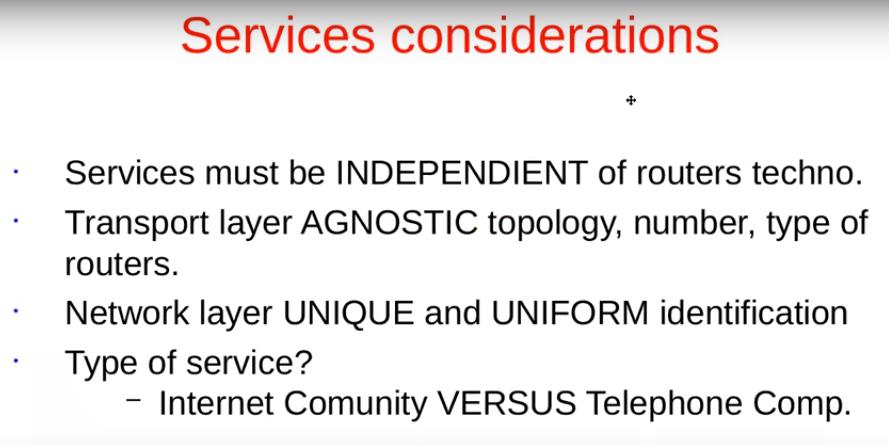 Services considerations
· Services must be INDEPENDIENT of routers techno.
· Transport layer AGNOSTIC topology, number, type of
routers.
· Network layer UNIQUE and UNIFORM identification
· Type of service?
– Internet Comunity VERSUS Telephone Comp.